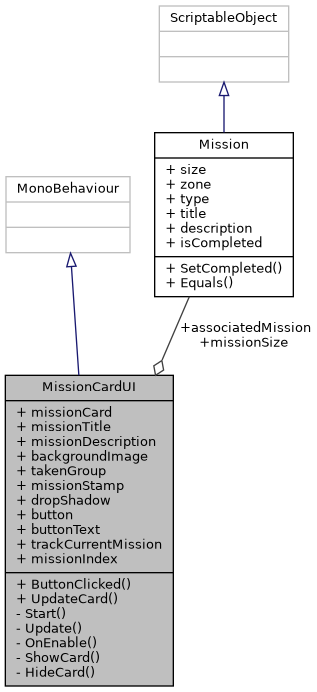 ScriptableObject
Mission
+ size
+ zone
+ type
+ title
+ description
+ isCompleted
+ SetCompleted()
+ Equals()
MonoBehaviour
+associatedMission
+missionSize
MissionCardUI
+ missionCard
+ missionTitle
+ missionDescription
+ backgroundImage
+ takenGroup
+ missionStamp
+ dropShadow
+ button
+ buttonText
+ trackCurrentMission
+ missionIndex
+ ButtonClicked()
+ UpdateCard()
- Start()
- Update()
- OnEnable()
- ShowCard()
- HideCard()